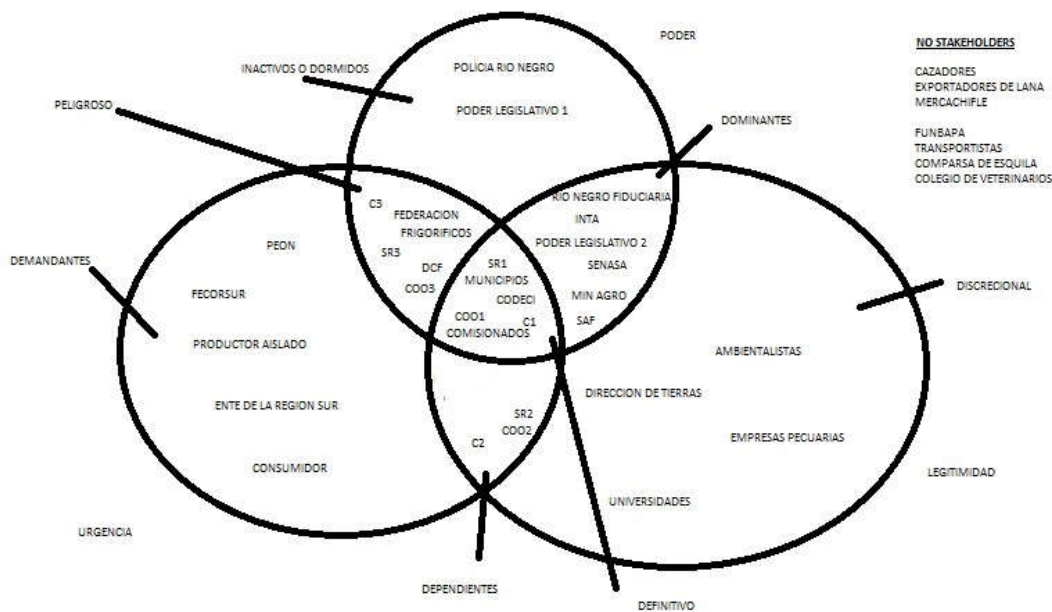 PODER
NO STAKEHOLDERS
INACTIVOS O DORMIDOS
POLICIA RIO NEGRO
CAZADORES
EXPORTADORES DE LANA
MERCACHIFLE
PELIGROSO
PODER LEGISLATIVO 1
DOMINANTES
FUNBAPA
TRANSPORTISTAS
COMPARSA DE ESQUILA
COLEGIO DE VETERINARIOS
C3
FEDERACION
FRIGORIFICOS
RIO NEGRO FIDUCIARIA
INTA
PEON
SR3
PODER LEGISLATIVO 2
DEMANDANTES
DCF
SR1
SENASA
COO3
MUNICIPIOS
DISCRECIONAL
FECORSUR
CODECI
MIN AGRO
COO1
C1
SAF
COMISIONADOS
PRODUCTOR AISLADO
AMBIENTALISTAS
DIRECCION DE TIERRAS
ENTE DE LA REGION SUR
SR2
COO2
C2
EMPRESAS PECUARIAS
CONSUMIDOR
LEGITIMIDAD
UNIVERSIDADES
URGENCIA
DEPENDIENTES
DEFINITIVO